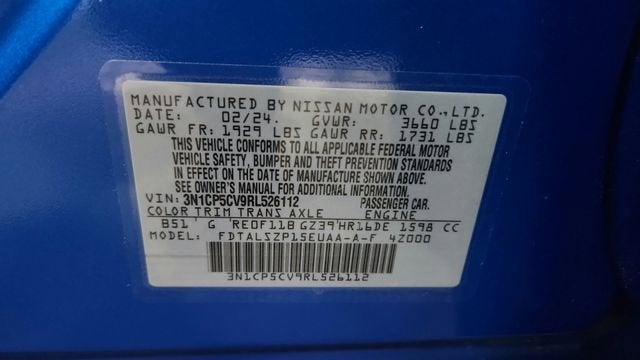 MANUFACTURED BY NISSAN MOTOR CO., LTD.
DATE: 02/24. GVWR: 3660 LBS
GAWR FR: 1929 LBS GAWR RR: 1731 LBS
THIS VEHICLE CONFORMS TO ALL APPLICABLE FEDERAL MOTOR
VEHICLE SAFETY, BUMPER AND THEFT PREVENTION STANDARDS
IN EFFECT ON THE DATE OF MANUFACTURE SHOWN ABOVE.
SEE OWNER'S MANUAL FOR ADDITIONAL INFORMATION.
VIN: 3N1CP5CV9RL526112 PASSENGER CAR.
COLOR TRIM TRANS AXLE ENGINE
B51 G RE0F11B GZ39 HR16DE 1598 CC
MODEL: FDTALSZP15EUAA-A-F 4Z000
3N1CP5CV9RL526112